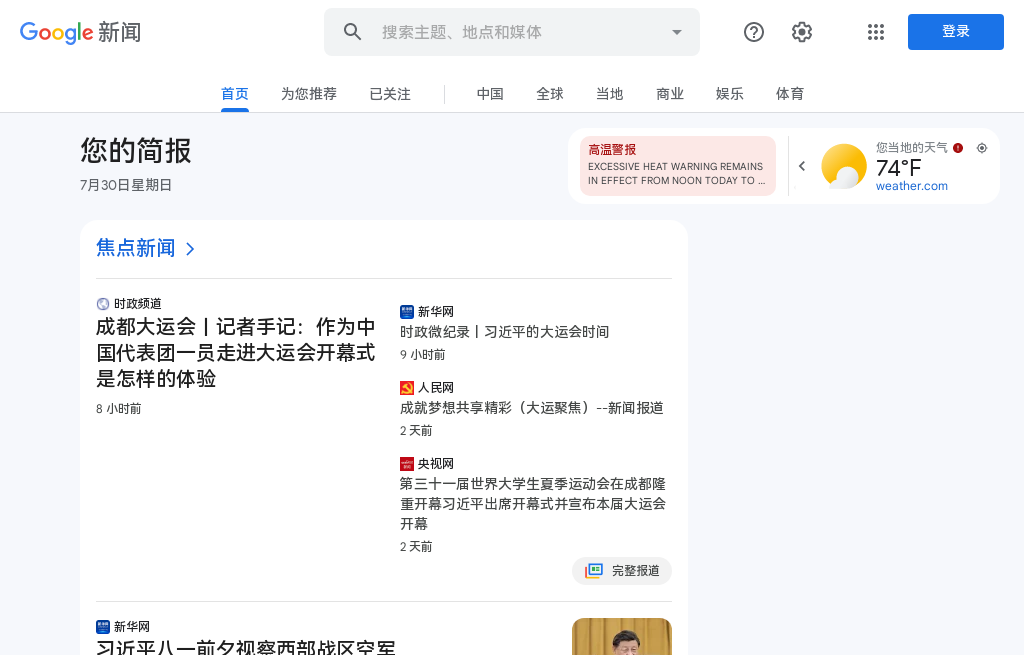 Google 新闻
搜索主题、地点和媒体
登录
首页
为您推荐
已关注
中国
全球
当地
商业
娱乐
体育
您的简报
7月30日星期日
高温警报
EXCESSIVE HEAT WARNING REMAINS
IN EFFECT FROM NOON TODAY TO ...
您当地的天气
74°F
weather.com
焦点新闻
时政频道
成都大运会丨记者手记：作为中
国代表团一员走进大运会开幕式
是怎样的体验
8 小时前
新华网
时政微纪录丨习近平的大运会时间
9 小时前
人民网
成就梦想共享精彩（大运聚焦）--新闻报道
2 天前
央视网
第三十一届世界大学生夏季运动会在成都隆
重开幕习近平出席开幕式并宣布本届大运会
开幕
2 天前
完整报道
新华网
习近平八一前夕视察西部战区空军